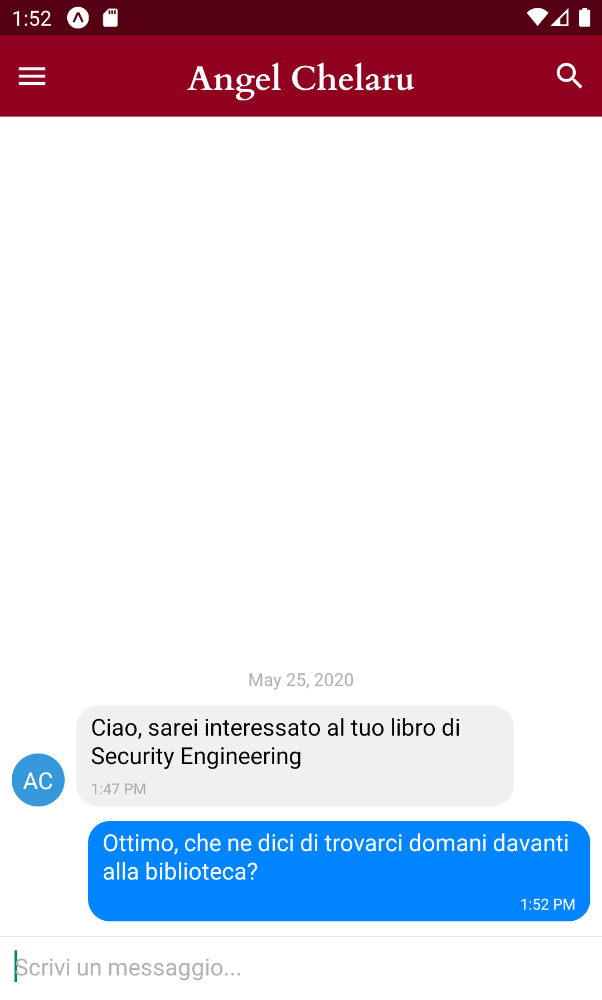 1:52
Angel Chelaru
May 25, 2020
Ciao, sarei interessato al tuo libro di
Security Engineering
1:47 PM
AC
Ottimo, che ne dici di trovarci domani davanti
alla biblioteca?
1:52 PM
Scrivi un messaggio...